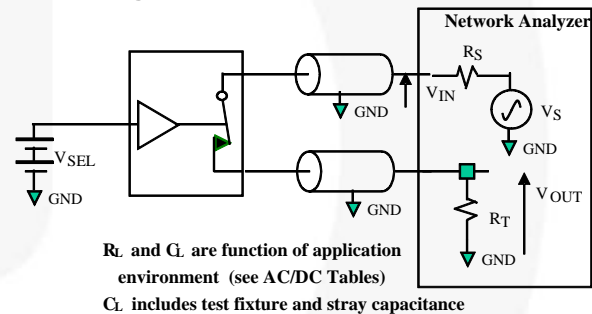 Network Analyzer
RS
VIN
VS
GND
GND
VSEL
GND
VOUT
RT
GND
GND
RL and CL are function of application
environment (see AC/DC Tables)
CL includes test fixture and stray capacitance